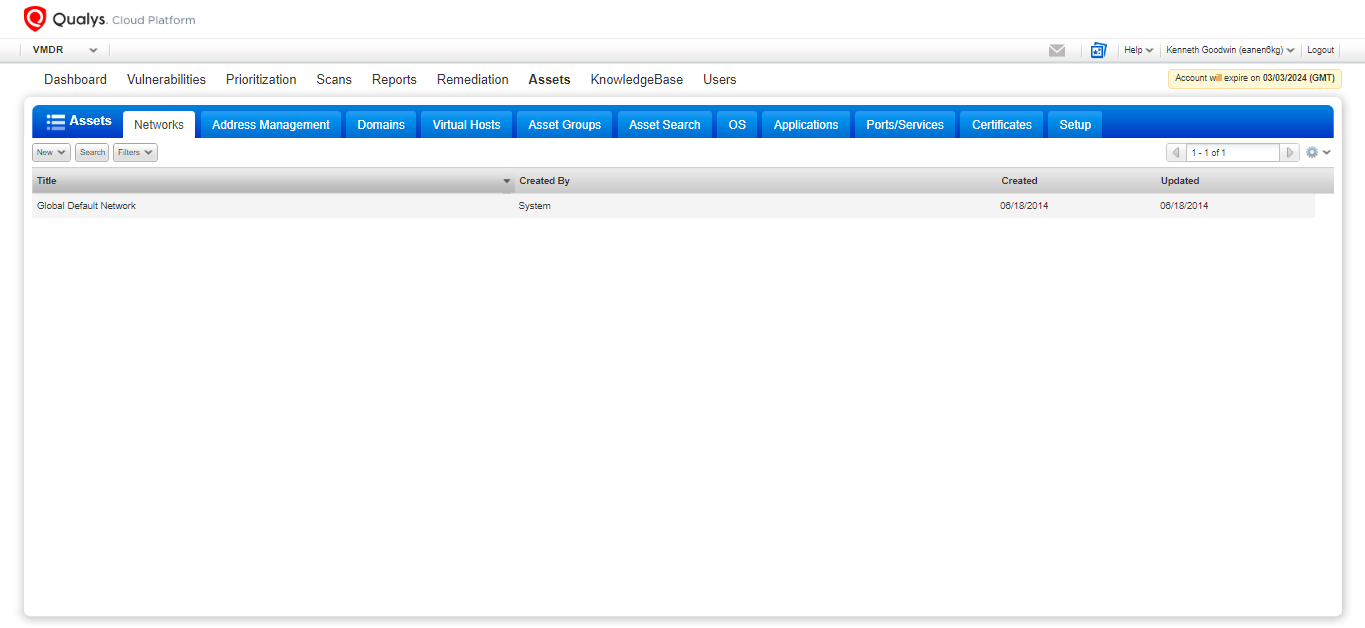 Qualys. Cloud Platform
VMDR Help Kenneth Goodwin (eanen6kg) Logout
Dashboard Vulnerabilities Prioritization Scans Reports Remediation Assets KnowledgeBase Users Account will expire on 03/03/2024 (GMT)
Assets Networks Address Management Domains Virtual Hosts Asset Groups Asset Search OS Applications Ports/Services Certificates Setup
New Search Filters 1 - 1 of 1
Title Created By Created Updated
Global Default Network System 06/18/2014 06/18/2014